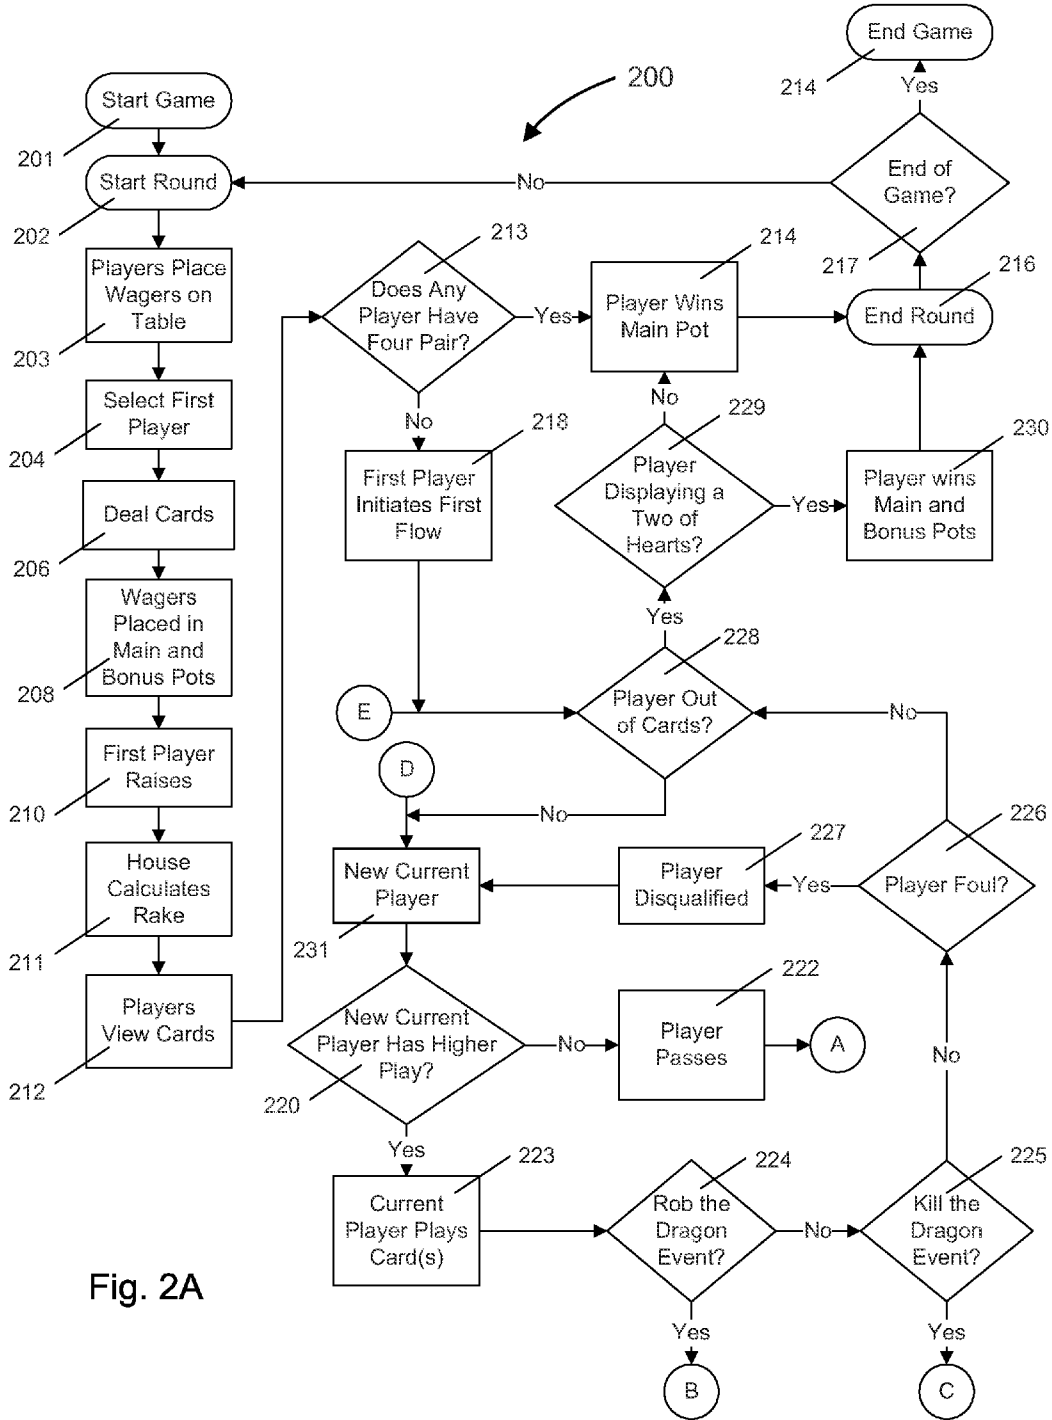 End Game
214
Yes
200
Start Game
201
Start Round
202
No
End of
Game?
217
Players Place
Wagers on
Table
203
213
Does Any
Player Have
Four Pair?
Yes
214
Player Wins
Main Pot
216
End Round
Select First
Player
204
No
218
First Player
Initiates First
Flow
No
229
Player
Displaying a
Two of
Hearts?
Yes
230
Player wins
Main and
Bonus Pots
Deal Cards
206
Wagers
Placed in
Main and
Bonus Pots
208
Yes
228
Player Out
of Cards?
E
No
First Player
Raises
210
D
No
House
Calculates
Rake
211
New Current
Player
231
227
Player
Disqualified
Yes
226
Player Foul?
Players
View Cards
212
New Current
Player Has Higher
Play?
220
No
222
Player
Passes
A
No
Yes
223
Current
Player Plays
Card(s)
224
Rob the
Dragon
Event?
No
225
Kill the
Dragon
Event?
Fig. 2A
Yes
Yes
B
C